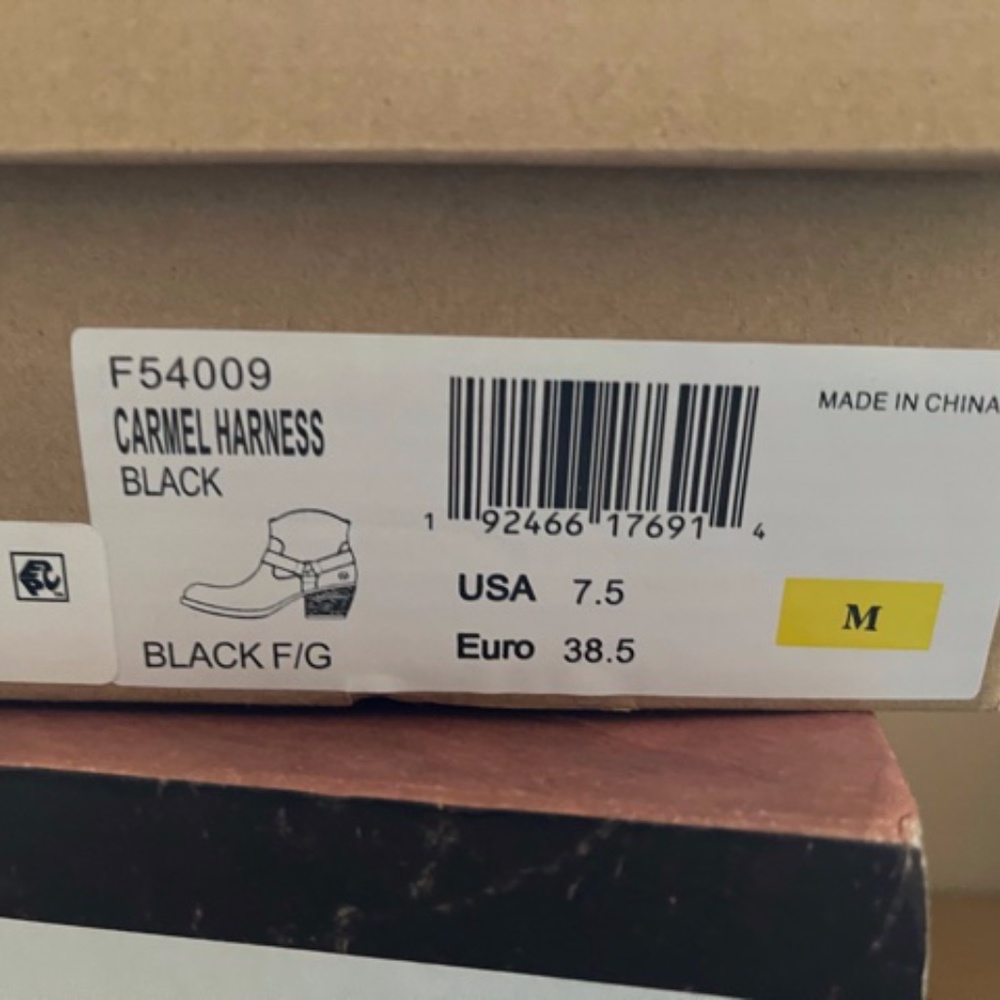 F54009
CARMEL HARNESS
BLACK
BLACK F/G
1 92466 17691 4
USA 7.5
Euro 38.5
MADE IN CHINA
M